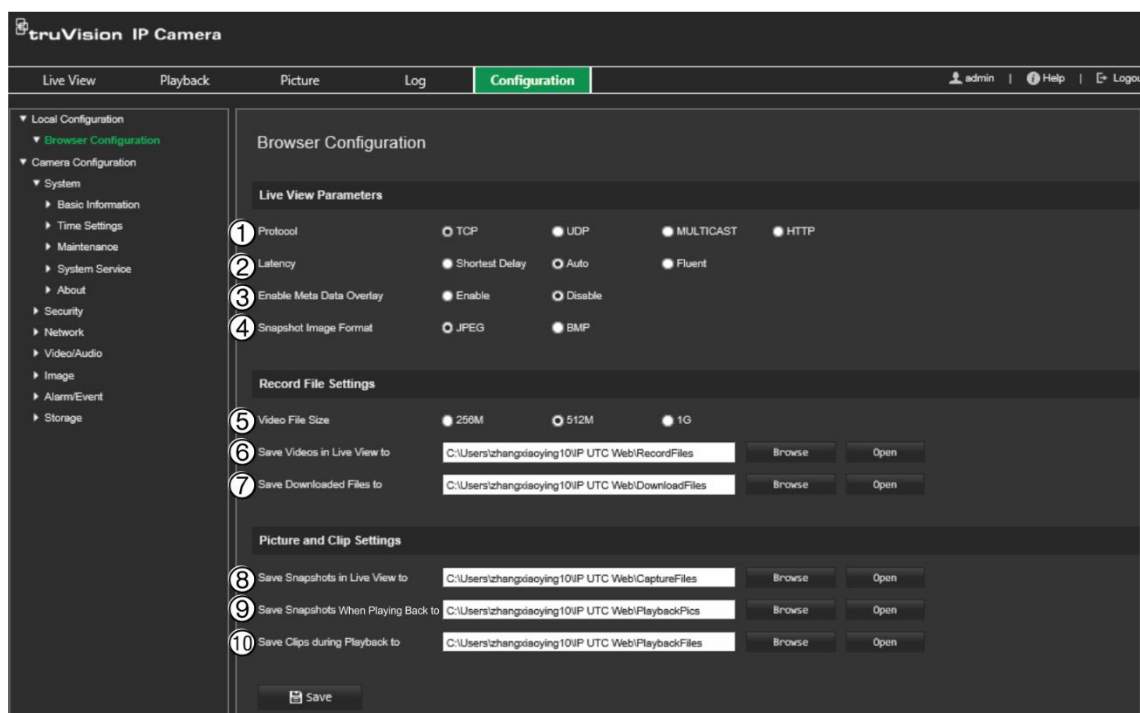 truVision IP Camera
Live View Playback Picture Log Configuration admin | Help | Logou
Local Configuration
Browser Configuration
Camera Configuration
System
Basic Information
Time Settings
Maintenance
System Service
About
Security
Network
Video/Audio
Image
Alarm/Event
Storage
Browser Configuration
Live View Parameters
① Protocol TCP UDP MULTICAST HTTP
② Latency Shortest Delay Auto Fluent
③ Enable Meta Data Overlay Enable Disable
④ Snapshot Image Format JPEG BMP
Record File Settings
⑤ Video File Size 256M 512M 1G
⑥ Save Videos in Live View to C:\Users\zhangxiaoying10\IP UTC Web\RecordFiles Browse Open
⑦ Save Downloaded Files to C:\Users\zhangxiaoying10\IP UTC Web\DownloadFiles Browse Open
Picture and Clip Settings
⑧ Save Snapshots in Live View to C:\Users\zhangxiaoying10\IP UTC Web\CaptureFiles Browse Open
⑨ Save Snapshots When Playing Back to C:\Users\zhangxiaoying10\IP UTC Web\PlaybackPics Browse Open
⑩ Save Clips during Playback to C:\Users\zhangxiaoying10\IP UTC Web\PlaybackFiles Browse Open
Save